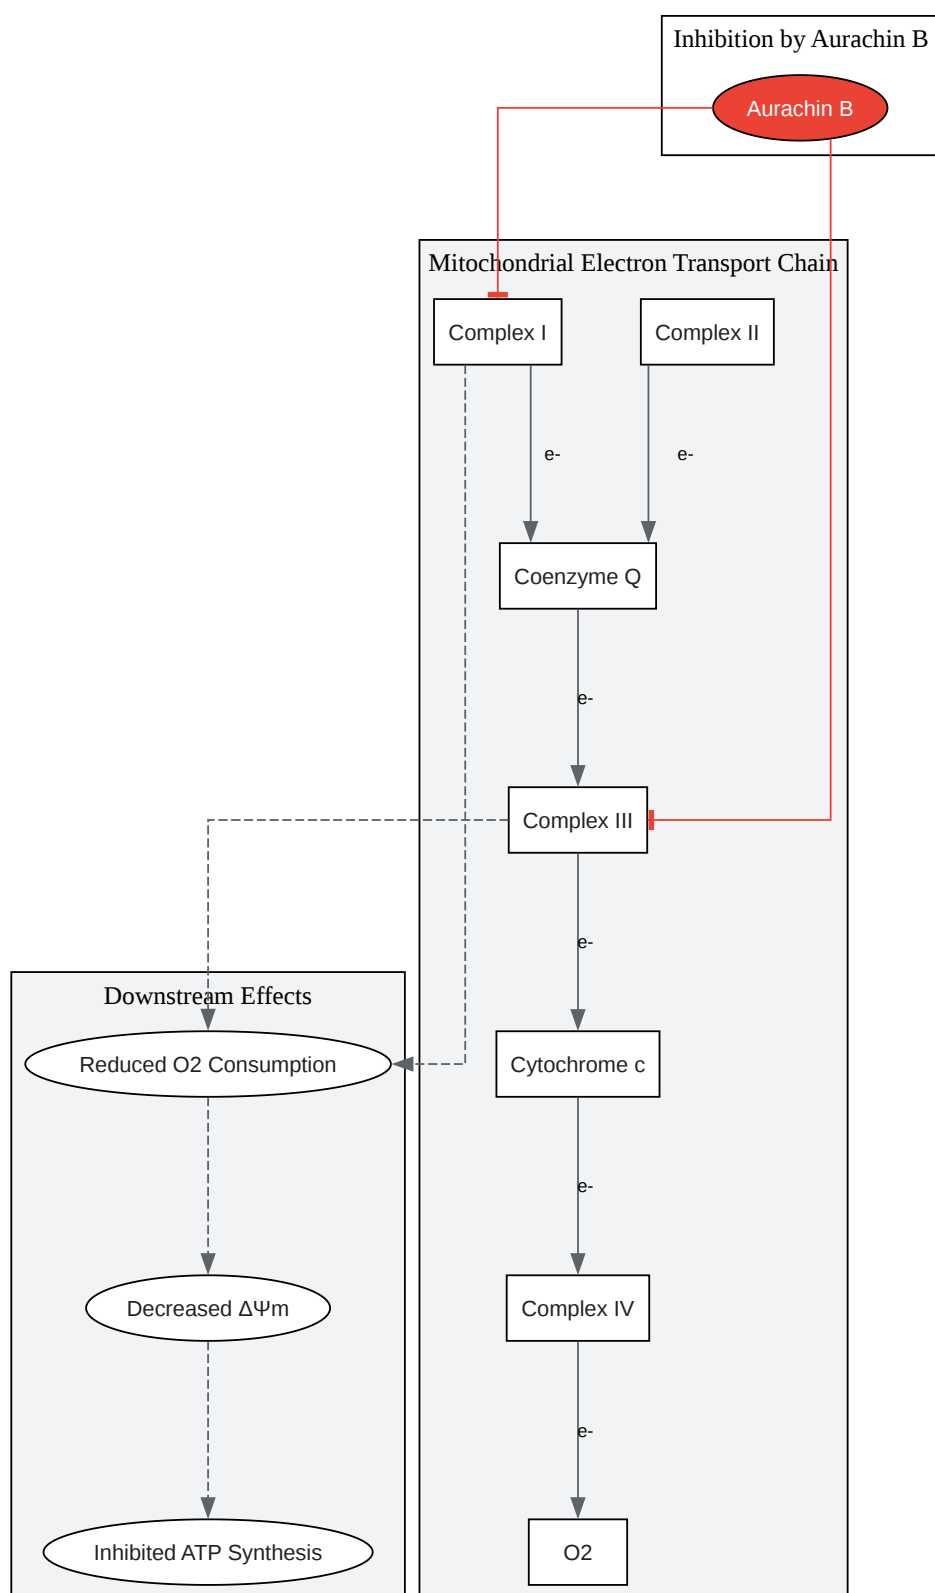 Inhibition by Aurachin B
Aurachin B
Mitochondrial Electron Transport Chain
Complex I
Complex II
e-
e-
Coenzyme Q
e-
Complex III
e-
Downstream Effects
Reduced O2 Consumption
Cytochrome c
e-
Decreased ΔΨm
Complex IV
e-
Inhibited ATP Synthesis
O2